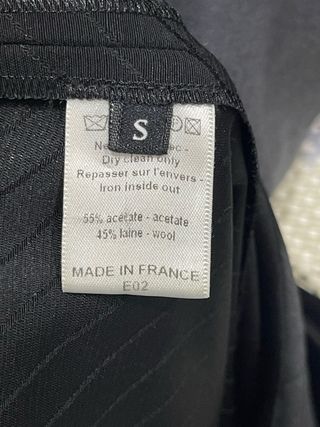 S
Dry clean only
Repasser sur l'envers -
Iron inside out
55% acetate - acetate
45% laine - wool
MADE IN FRANCE
E02